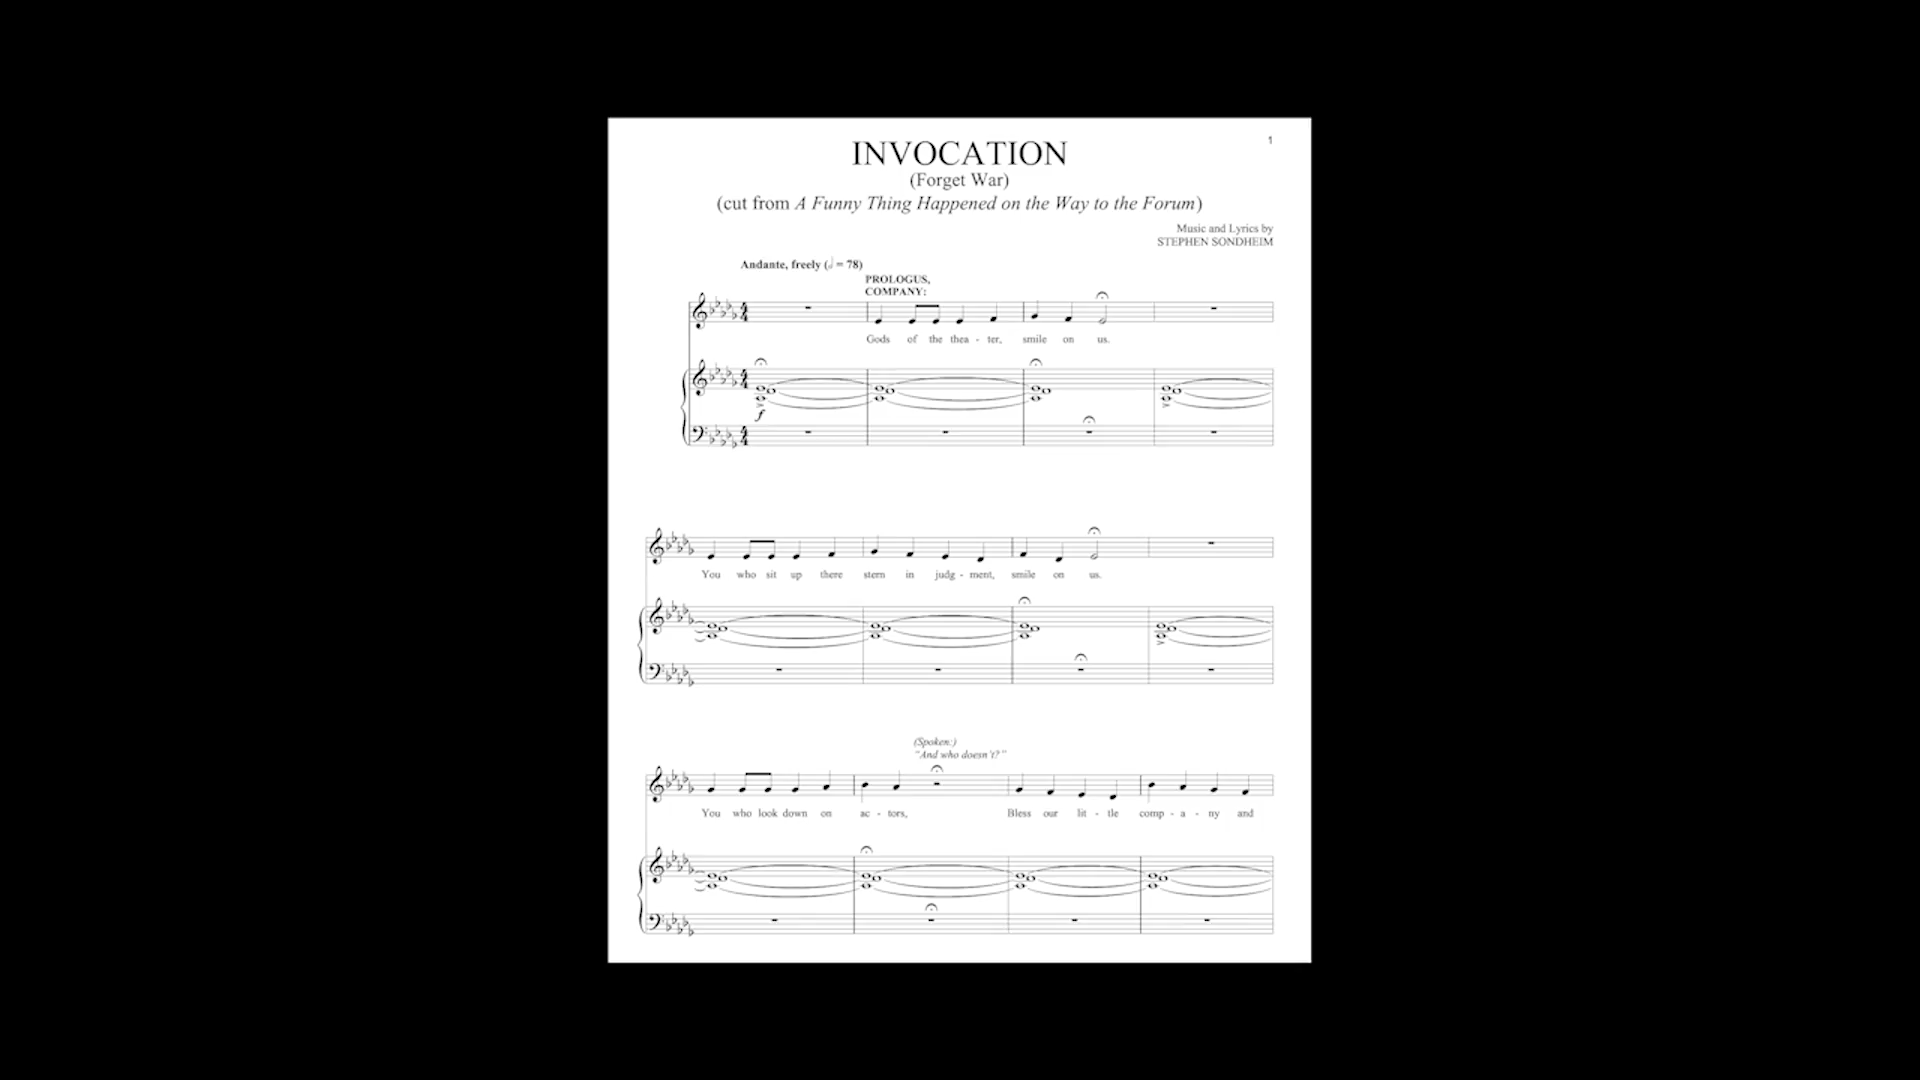 1
INVOCATION
(Forget War)
(cut from A Funny Thing Happened on the Way to the Forum)
Music and Lyrics by
STEPHEN SONDHEIM
Andante, freely (𝅗𝅥 = 78)
PROLOGUS,
COMPANY:
Gods of the thea - ter, smile on us.
f
You who sit up there stern in judg - ment, smile on us.
(Spoken:)
"And who doesn't?"
You who look down on ac - tors, Bless our lit - tle comp - a - ny and